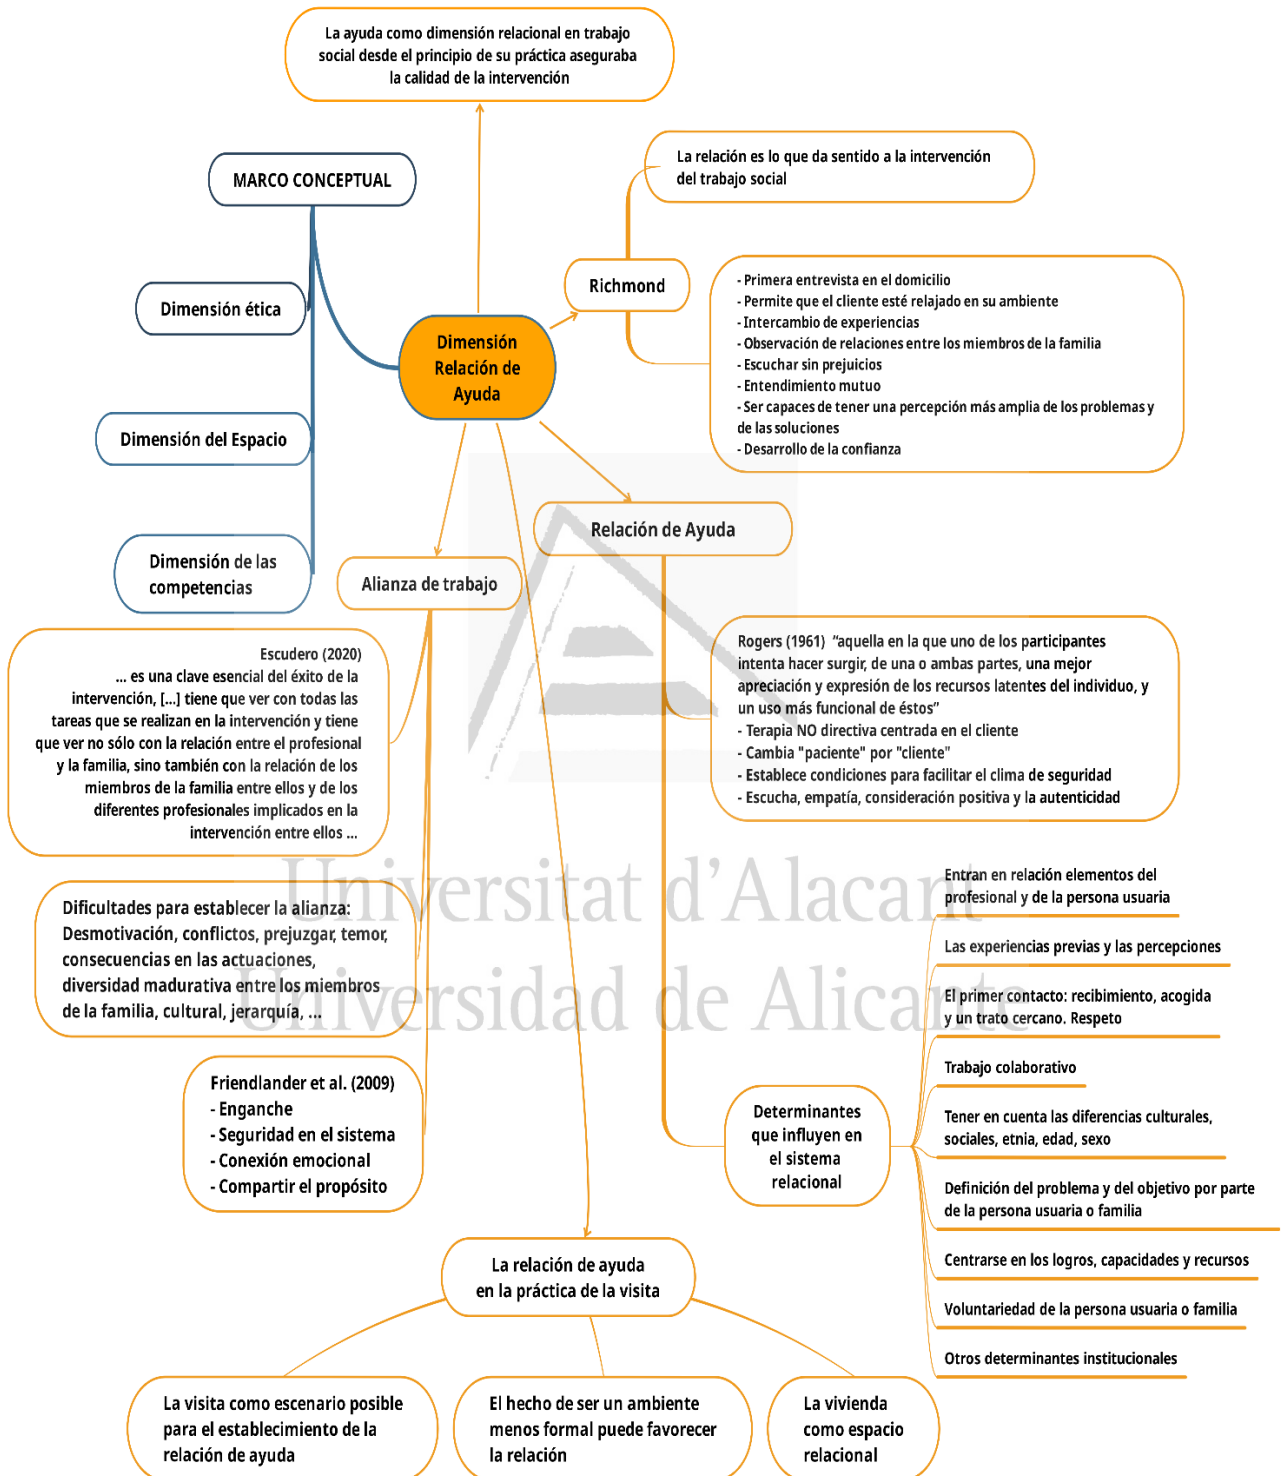 La ayuda como dimensión relacional en trabajo
social desde el principio de su práctica aseguraba
la calidad de la intervención
MARCO CONCEPTUAL
La relación es lo que da sentido a la intervención
del trabajo social
Richmond
- Primera entrevista en el domicilio
- Permite que el cliente esté relajado en su ambiente
- Intercambio de experiencias
- Observación de relaciones entre los miembros de la familia
- Escuchar sin prejuicios
- Entendimiento mutuo
- Ser capaces de tener una percepción más amplia de los problemas y
de las soluciones
- Desarrollo de la confianza
Dimensión ética
Dimensión
Relación de
Ayuda
Dimensión del Espacio
Dimensión de las
competencias
Relación de Ayuda
Alianza de trabajo
Escudero (2020)
... es una clave esencial del éxito de la
intervención, [...] tiene que ver con todas las
tareas que se realizan en la intervención y tiene
que ver no sólo con la relación entre el profesional
y la familia, sino también con la relación de los
miembros de la familia entre ellos y de los
diferentes profesionales implicados en la
intervención entre ellos ...
Rogers (1961) “aquella en la que uno de los participantes
intenta hacer surgir, de una o ambas partes, una mejor
apreciación y expresión de los recursos latentes del individuo, y
un uso más funcional de éstos”
- Terapia NO directiva centrada en el cliente
- Cambia "paciente" por "cliente"
- Establece condiciones para facilitar el clima de seguridad
- Escucha, empatía, consideración positiva y la autenticidad
Universitat d'Alacant
Universidad de Alicante
Dificultades para establecer la alianza:
Desmotivación, conflictos, prejuzgar, temor,
consecuencias en las actuaciones,
diversidad madurativa entre los miembros
de la familia, cultural, jerarquía, ...
Friendlander et al. (2009)
- Enganche
- Seguridad en el sistema
- Conexión emocional
- Compartir el propósito
Determinantes
que influyen en
el sistema
relacional
Entran en relación elementos del
profesional y de la persona usuaria
Las experiencias previas y las percepciones
El primer contacto: recibimiento, acogida
y un trato cercano. Respeto
Trabajo colaborativo
Tener en cuenta las diferencias culturales,
sociales, etnia, edad, sexo
Definición del problema y del objetivo por parte
de la persona usuaria o familia
Centrarse en los logros, capacidades y recursos
Voluntariedad de la persona usuaria o familia
Otros determinantes institucionales
La relación de ayuda
en la práctica de la visita
La visita como escenario posible
para el establecimiento de la
relación de ayuda
El hecho de ser un ambiente
menos formal puede favorecer
la relación
La vivienda
como espacio
relacional